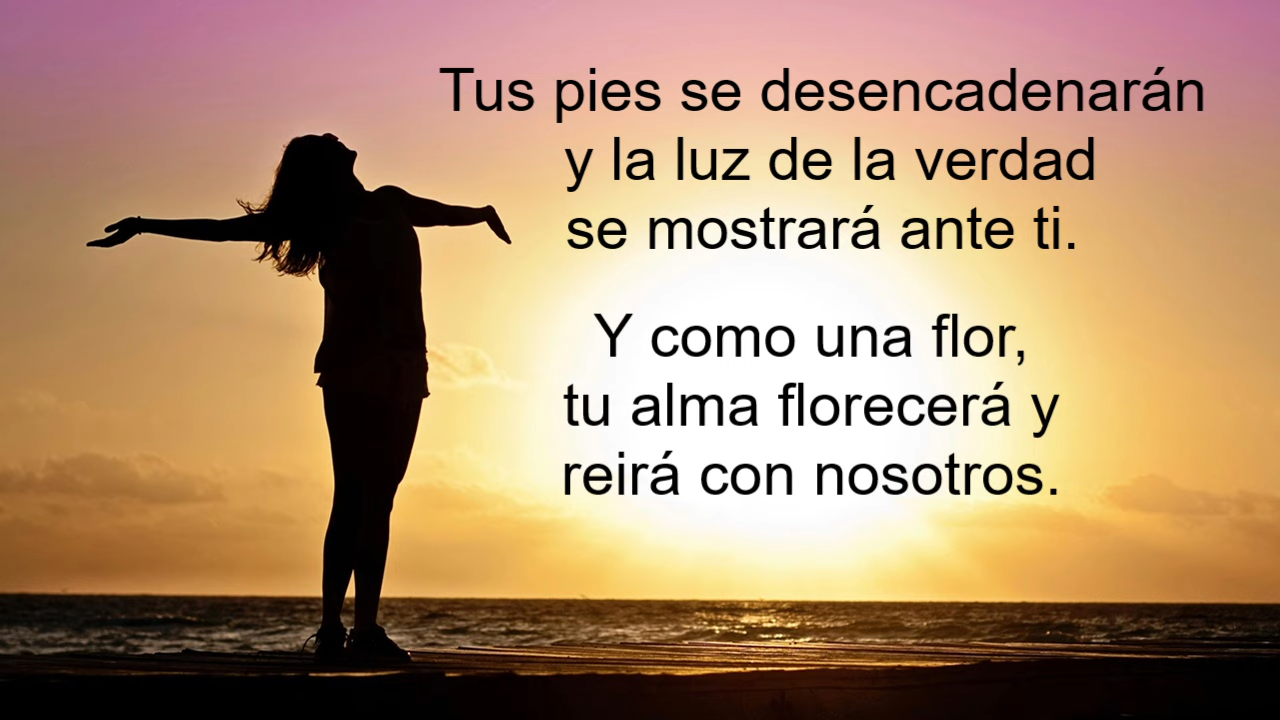 Tus pies se desencadenarán
y la luz de la verdad
se mostrará ante ti.
Y como una flor,
tu alma florecerá y
reirá con nosotros.